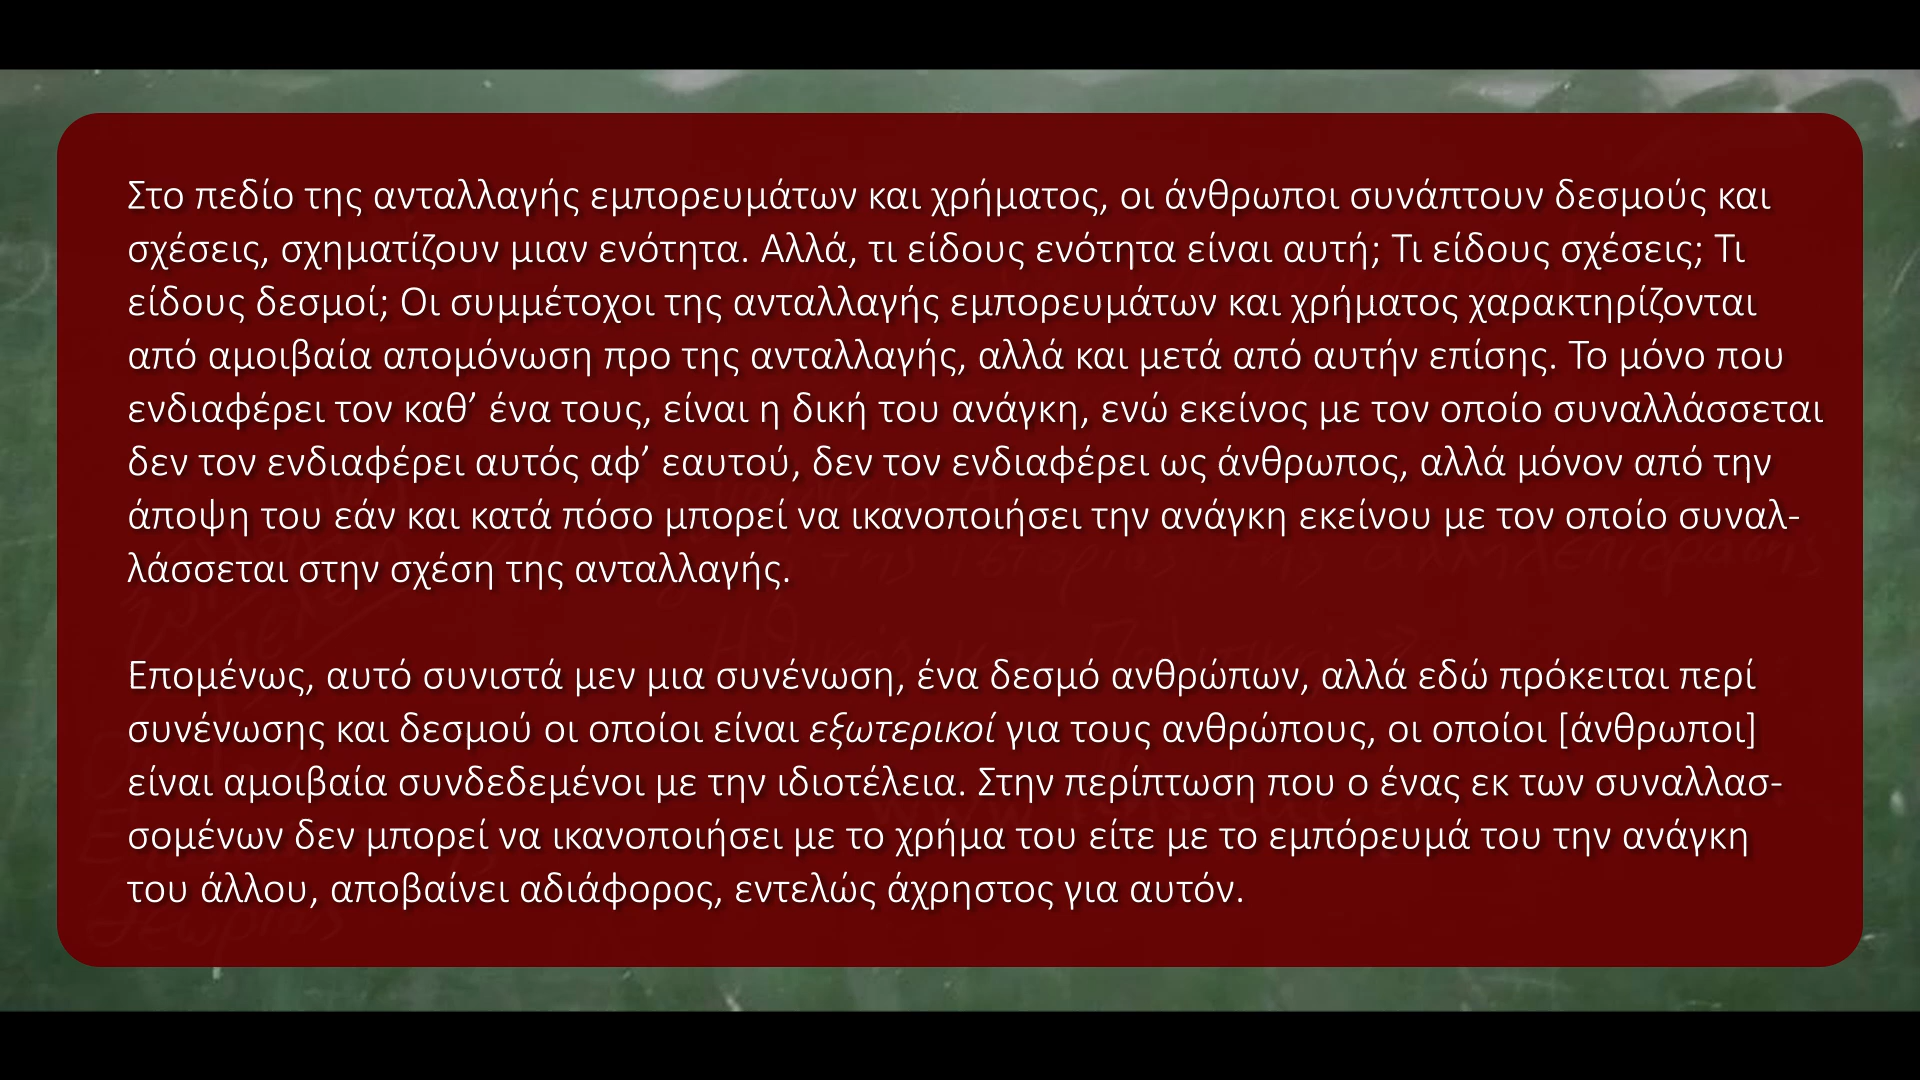 Στο πεδίο της ανταλλαγής εμπορευμάτων και χρήματος, οι άνθρωποι συνάπτουν δεσμούς και
σχέσεις, σχηματίζουν μιαν ενότητα. Αλλά, τι είδους ενότητα είναι αυτή; Τι είδους σχέσεις; Τι
είδους δεσμοί; Οι συμμέτοχοι της ανταλλαγής εμπορευμάτων και χρήματος χαρακτηρίζονται
από αμοιβαία απομόνωση προ της ανταλλαγής, αλλά και μετά από αυτήν επίσης. Το μόνο που
ενδιαφέρει τον καθ’ ένα τους, είναι η δική του ανάγκη, ενώ εκείνος με τον οποίο συναλλάσσεται
δεν τον ενδιαφέρει αυτός αφ’ εαυτού, δεν τον ενδιαφέρει ως άνθρωπος, αλλά μόνον από την
άποψη του εάν και κατά πόσο μπορεί να ικανοποιήσει την ανάγκη εκείνου με τον οποίο συναλ-
λάσσεται στην σχέση της ανταλλαγής.
Επομένως, αυτό συνιστά μεν μια συνένωση, ένα δεσμό ανθρώπων, αλλά εδώ πρόκειται περί
συνένωσης και δεσμού οι οποίοι είναι εξωτερικοί για τους ανθρώπους, οι οποίοι [άνθρωποι]
είναι αμοιβαία συνδεδεμένοι με την ιδιοτέλεια. Στην περίπτωση που ο ένας εκ των συναλλασ-
σομένων δεν μπορεί να ικανοποιήσει με το χρήμα του είτε με το εμπόρευμά του την ανάγκη
του άλλου, αποβαίνει αδιάφορος, εντελώς άχρηστος για αυτόν.